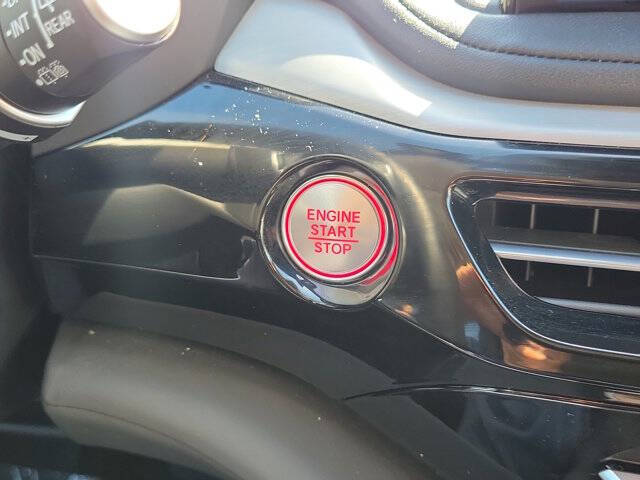 INT
REAR
ON
ENGINE
START
STOP